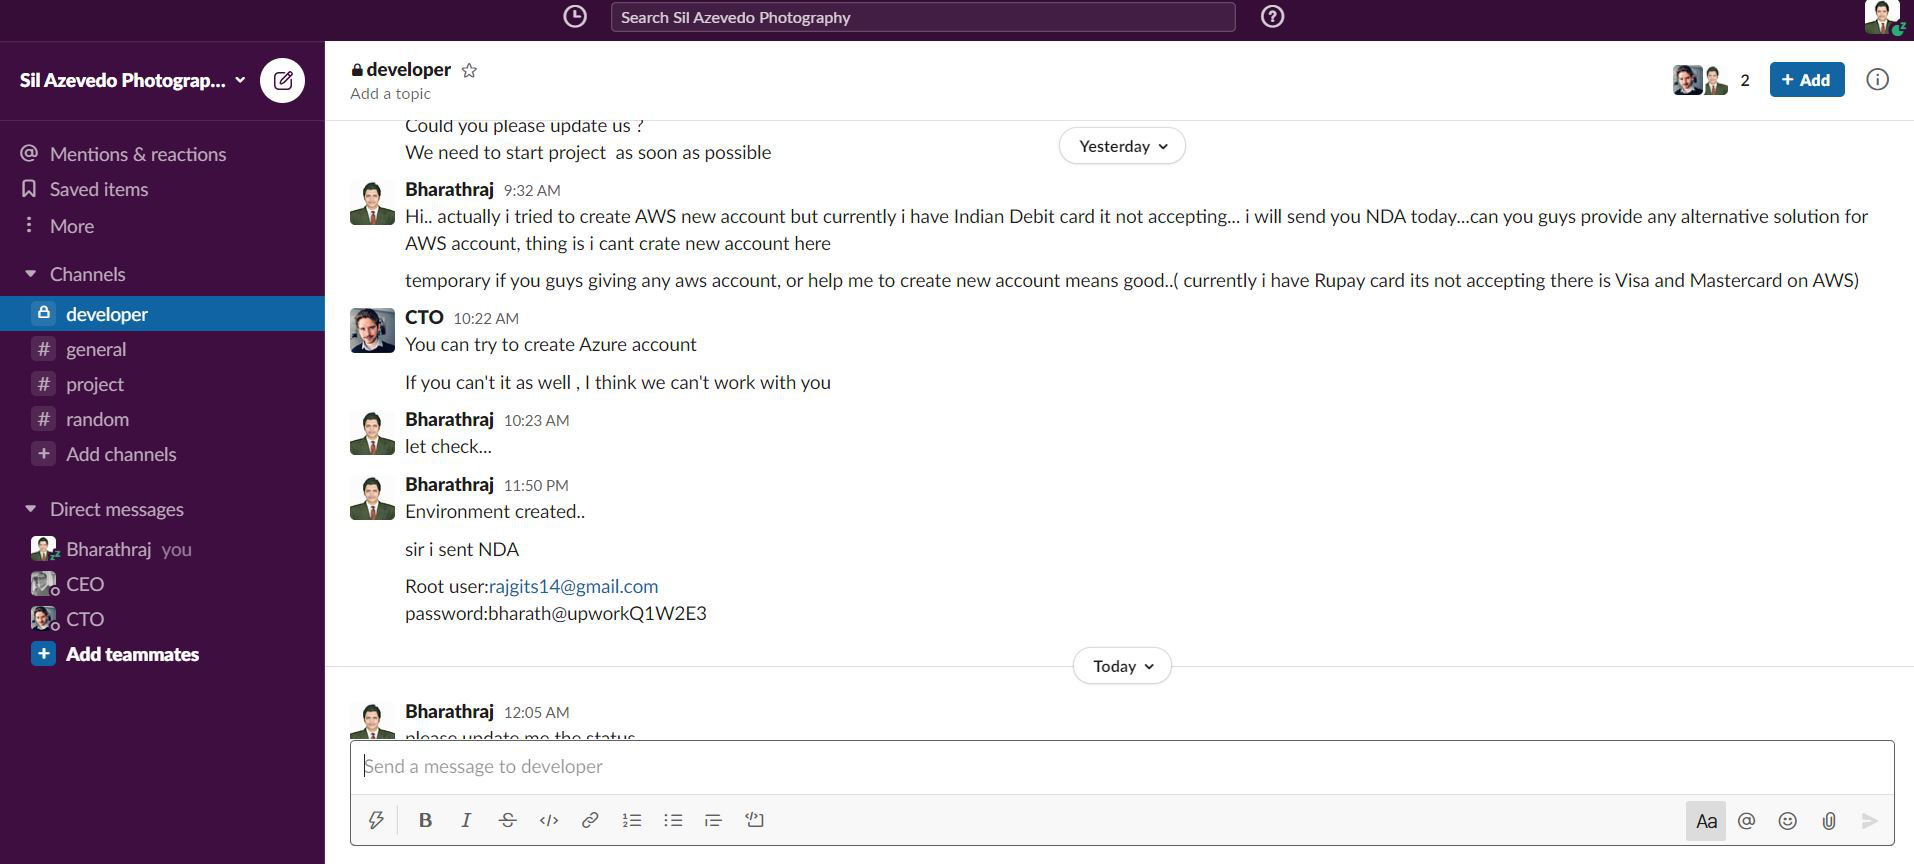 Search Sil Azevedo Photography
Sil Azevedo Photograp...
Mentions & reactions
Saved items
More
Channels
developer
general
project
random
Add channels
Direct messages
Bharathraj you
CEO
CTO
Add teammates
developer
Add a topic
2
+ Add
Could you please update us ?
We need to start project as soon as possible
Yesterday
Bharathraj 9:32 AM
Hi.. actually i tried to create AWS new account but currently i have Indian Debit card it not accepting... i will send you NDA today...can you guys provide any alternative solution for
AWS account, thing is i cant crate new account here
temporary if you guys giving any aws account, or help me to create new account means good..( currently i have Rupay card its not accepting there is Visa and Mastercard on AWS)
CTO 10:22 AM
You can try to create Azure account
If you can't it as well , I think we can't work with you
Bharathraj 10:23 AM
let check...
Bharathraj 11:50 PM
Environment created..
sir i sent NDA
Root user:rajgits14@gmail.com
password:bharath@upworkQ1W2E3
Today
Bharathraj 12:05 AM
please update me the status
Send a message to developer
B I S </>
Aa @